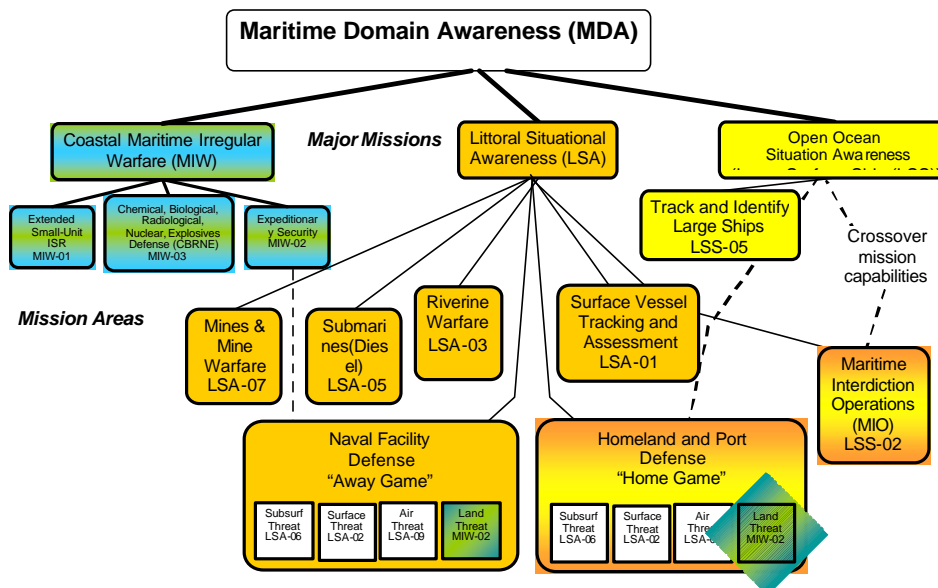 Maritime Domain Awareness (MDA)
Coastal Maritime Irregular
Warfare (MIW)
Major Missions
Littoral Situational
Awareness (LSA)
Open Ocean
Situation Awareness
Extended
Small-Unit
ISR
MIW-01
Chemical, Biological,
Radiological,
Nuclear, Explosives
Defense (CBRNE)
MIW-03
Expeditionar
y Security
MIW-02
Track and Identify
Large Ships
LSS-05
Crossover
mission
capabilities
Mission Areas
Mines &
Mine
Warfare
LSA-07
Submari
nes(Dies
el)
LSA-05
Riverine
Warfare
LSA-03
Surface Vessel
Tracking and
Assessment
LSA-01
Maritime
Interdiction
Operations
(MIO)
LSS-02
Naval Facility
Defense
“Away Game”
Subsurf
Threat
LSA-06
Surface
Threat
LSA-02
Air
Threat
LSA-09
Land
Threat
MIW-02
Homeland and Port
Defense
“Home Game”
Subsurf
Threat
LSA-06
Surface
Threat
LSA-02
Air
Threat
Land
Threat
MIW-02